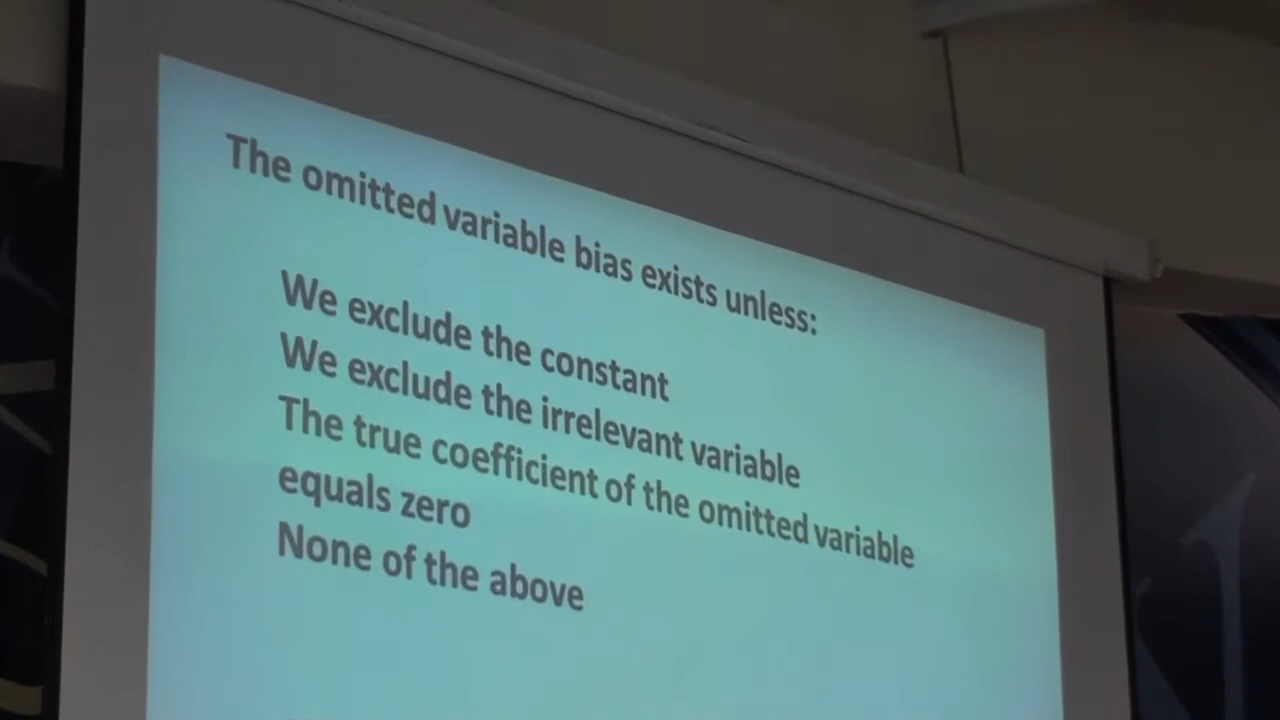 The omitted variable bias exists unless:
We exclude the constant
We exclude the irrelevant variable
The true coefficient of the omitted variable
equals zero
None of the above